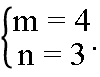 m = 4
n = 3.